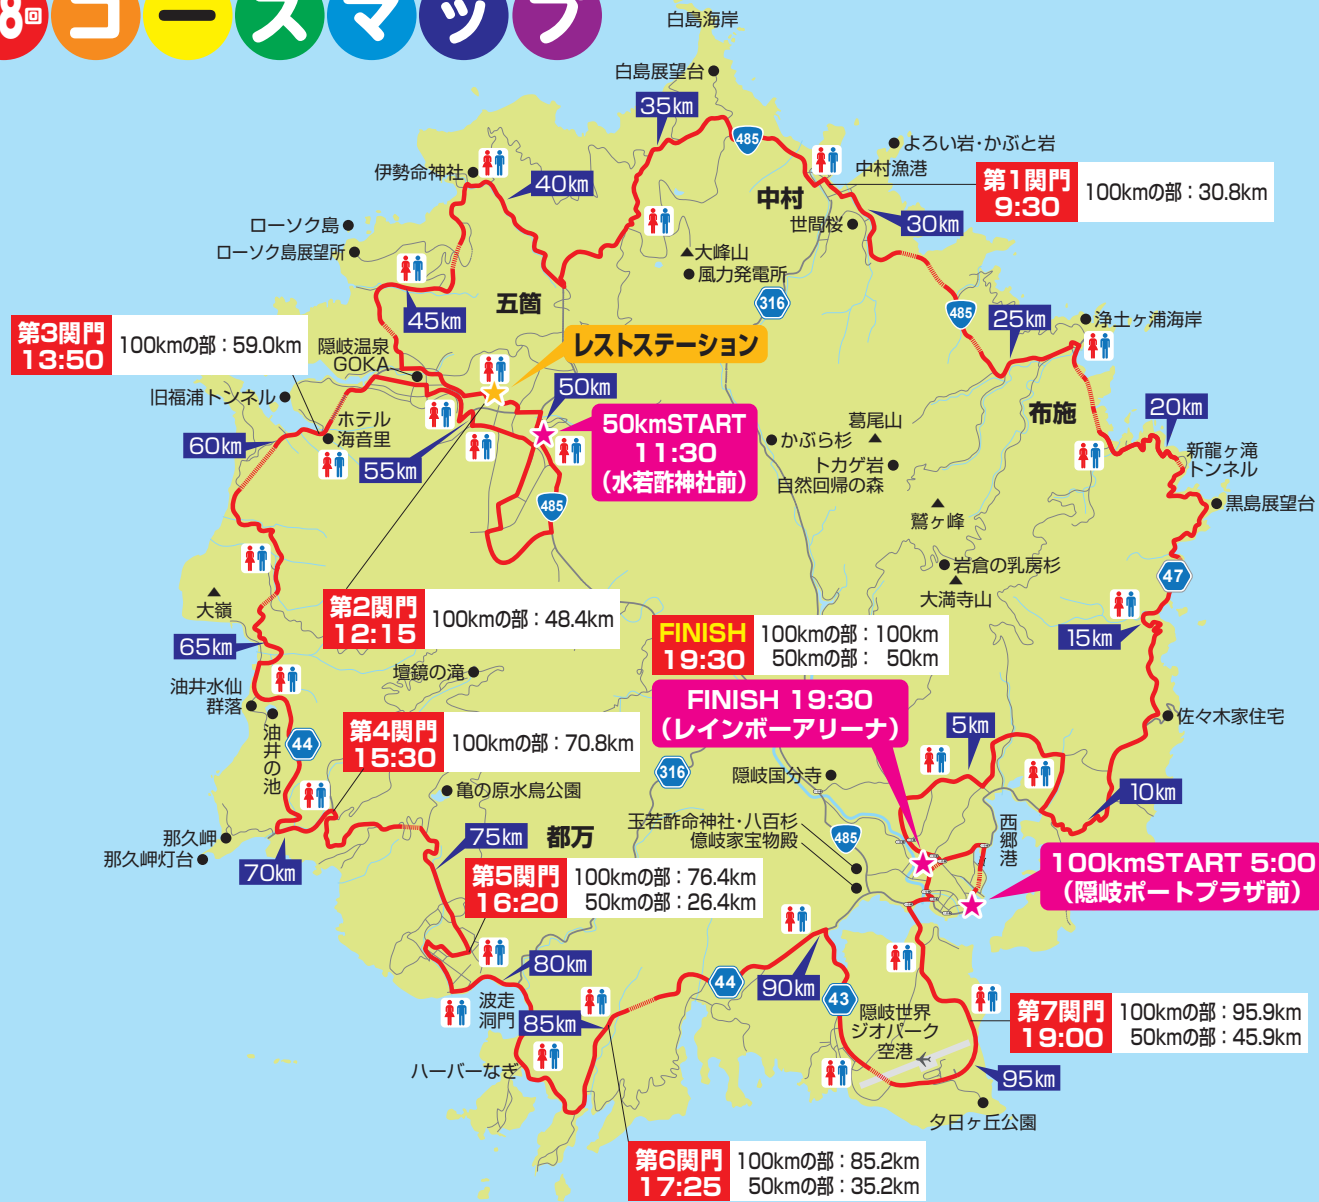 8回コースマップ
白島海岸
白島展望台
35km
485
よろい岩・かぶと岩
中村漁港
伊勢命神社
40km
第1関門
9:30
100kmの部：30.8km
中村
世間桜
30km
ローソク島
ローソク島展望所
大峰山
風力発電所
316
五箇
45km
485
25km
浄土ヶ浦海岸
第3関門
13:50
100kmの部：59.0km
隠岐温泉
GOKA
レストステーション
50km
旧福浦トンネル
ホテル
海音里
50kmSTART
11:30
（水若酢神社前）
布施
20km
葛尾山
かぶら杉
トカゲ岩
自然回帰の森
新龍ヶ滝
トンネル
60km
55km
485
鷲ヶ峰
黒島展望台
岩倉の乳房杉
大満寺山
47
大嶺
第2関門
12:15
100kmの部：48.4km
FINISH
19:30
100kmの部：100km
50kmの部： 50km
15km
65km
壇鏡の滝
油井水仙
群落
油井の池
FINISH 19:30
（レインボーアリーナ）
佐々木家住宅
5km
44
第4関門
15:30
100kmの部：70.8km
316
隠岐国分寺
亀の原水鳥公園
10km
西郷港
玉若酢命神社・八百杉
億岐家宝物殿
485
那久岬
那久岬灯台
75km
都万
70km
第5関門
16:20
100kmの部：76.4km
50kmの部：26.4km
100kmSTART 5:00
（隠岐ポートプラザ前）
80km
44
90km
43
波走
洞門
85km
隠岐世界
ジオパーク
空港
第7関門
19:00
100kmの部：95.9km
50kmの部：45.9km
ハーバーなぎ
95km
夕日ヶ丘公園
第6関門
17:25
100kmの部：85.2km
50kmの部：35.2km